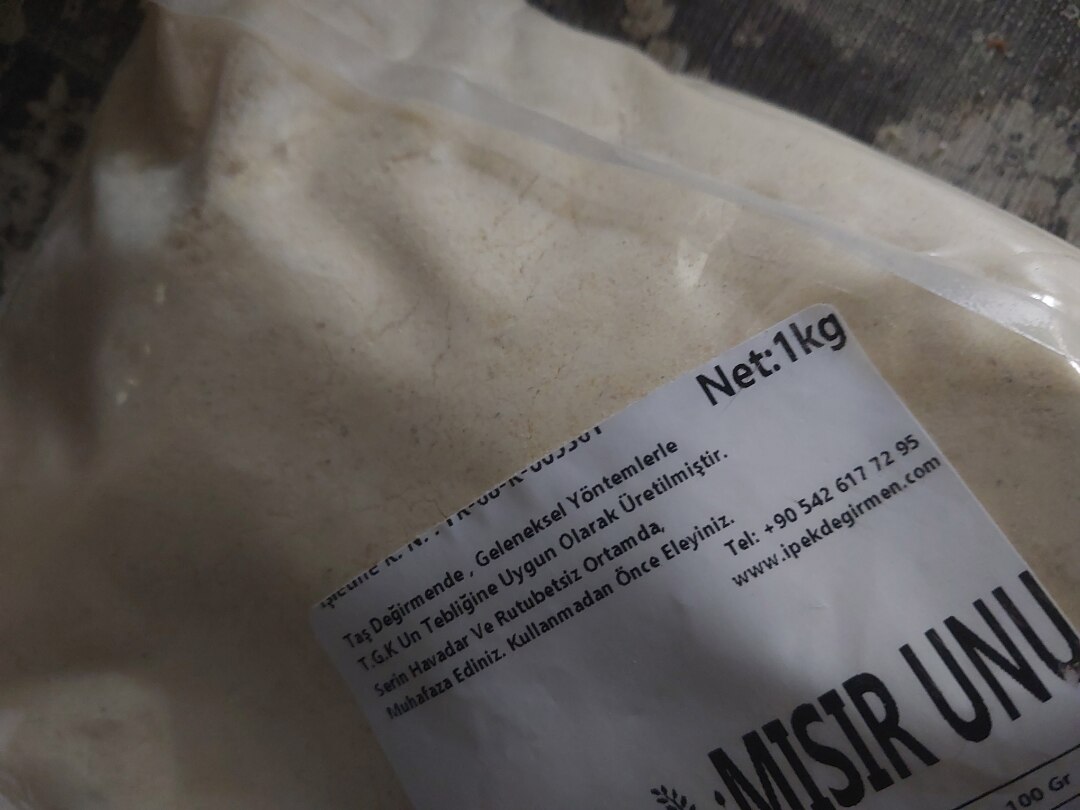 Net:1kg
Taş Değirmende , Geleneksel Yöntemlerle
T.G.K Un Tebliğine Uygun Olarak Üretilmiştir.
Serin Havadar Ve Rutubetsiz Ortamda,
Muhafaza Ediniz. Kullanmadan Önce Eleyiniz.
Tel: +90 542 617 72 95
www.ipekdegirmen.com
MISIR UNU
Gr